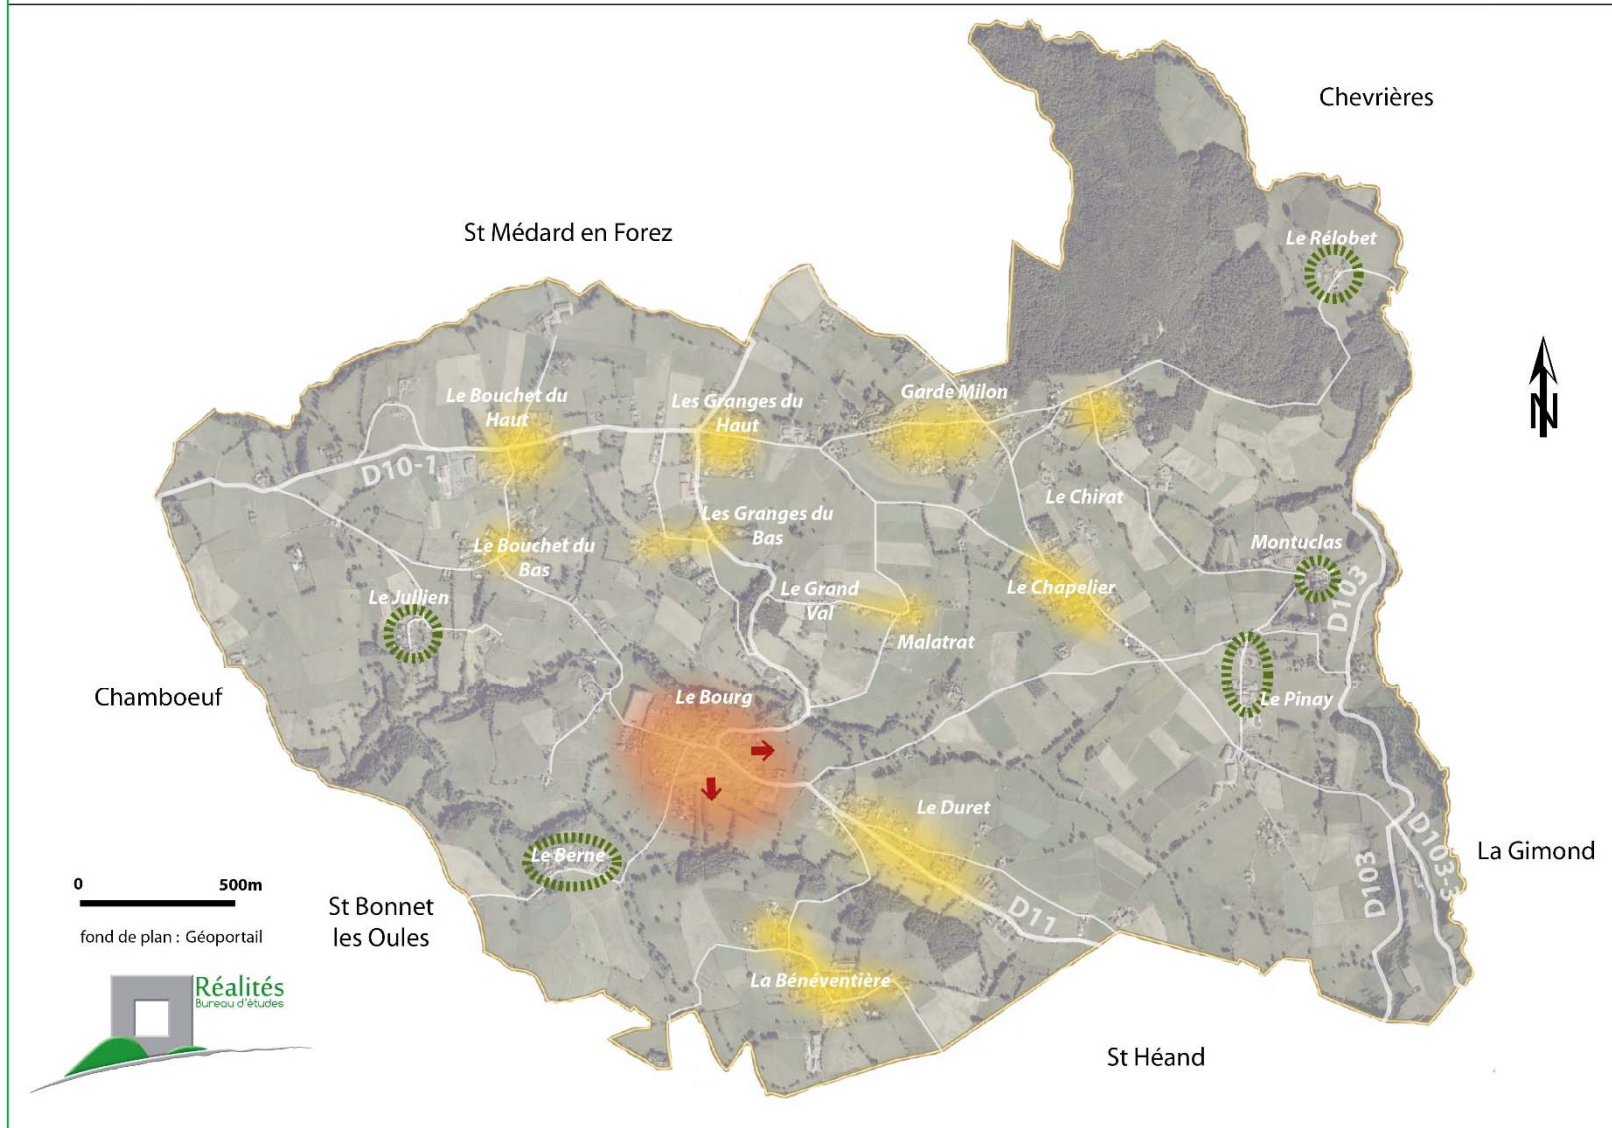 Chevrières
St Médard en Forez
Le Rélobet
N
Le Bouchet du
Haut
Les Granges du
Haut
Garde Milon
D10-1
Le Chirat
Les Granges du
Bas
Le Bouchet du
Bas
Montuclas
Le Jullien
Le Grand
Val
Le Chapelier
D103
Malatrat
Chamboeuf
Le Bourg
Le Pinay
Le Duret
Le Berne
La Gimond
D103
D103-3
0 500m
St Bonnet
les Oules
D11
fond de plan : Géoportail
La Bénéventière
Réalités
Bureau d'études
St Héand